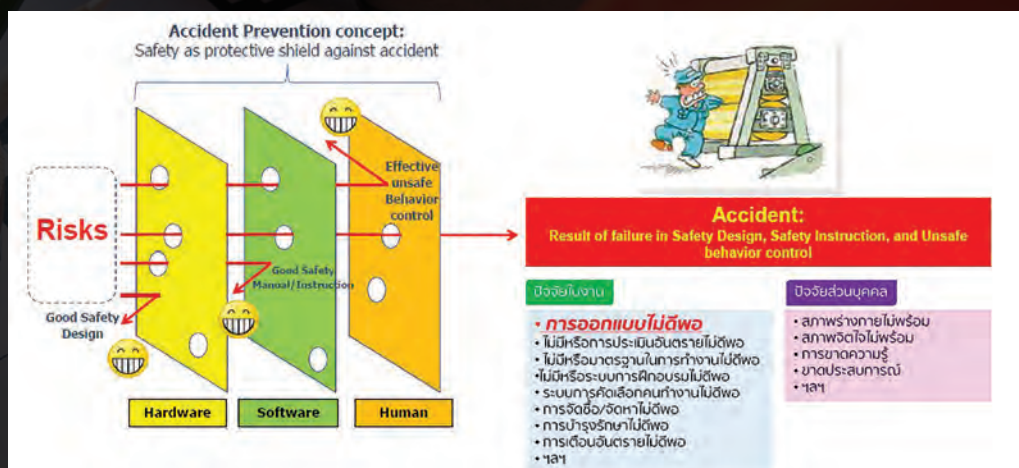 Accident Prevention concept:
Safety as protective shield against accident
Risks
Effective
unsafe
Behavior
control
Good Safety
Manual/Instruction
Good Safety
Design
Hardware
Software
Human
Accident:
Result of failure in Safety Design, Safety Instruction, and Unsafe
behavior control
ปัจจัยในงาน
• การออกแบบไม่ดีพอ
• ไม่มีหรือการประเมินอันตรายไม่ดีพอ
• ไม่มีหรือมาตรฐานในการทำงานไม่ดีพอ
•ไม่มีหรือระบบการฝึกอบรมไม่ดีพอ
• ระบบการคัดเลือกคนทำงานไม่ดีพอ
• การจัดซื้อ/จัดหาไม่ดีพอ
• การบำรุงรักษาไม่ดีพอ
• การเตือนอันตรายไม่ดีพอ
• ฯลฯ
ปัจจัยส่วนบุคคล
• สภาพร่างกายไม่พร้อม
• สภาพจิตใจไม่พร้อม
• การขาดความรู้
• ขาดประสบการณ์
• ฯลฯ